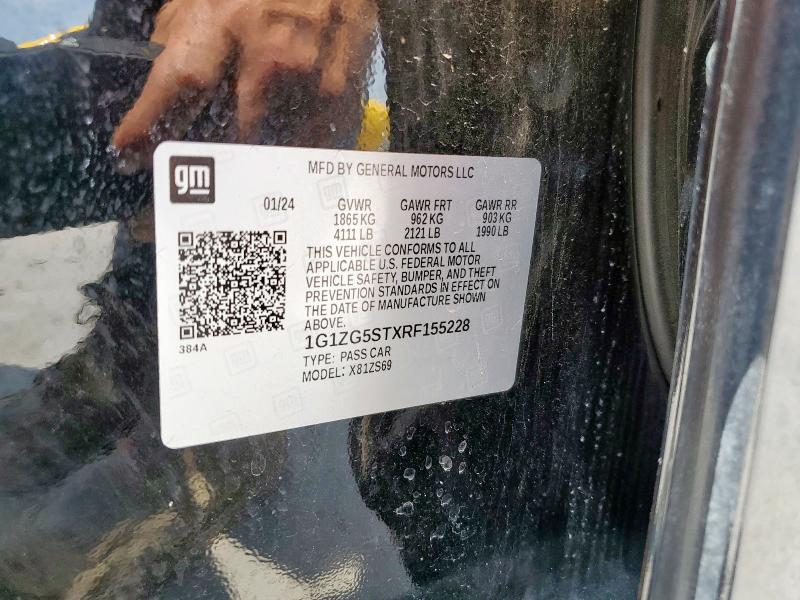 gm
MFD BY GENERAL MOTORS LLC
01/24 GVWR GAWR FRT GAWR RR
1865 KG 962 KG 903 KG
4111 LB 2121 LB 1990 LB
THIS VEHICLE CONFORMS TO ALL
APPLICABLE U.S. FEDERAL MOTOR
VEHICLE SAFETY, BUMPER, AND THEFT
PREVENTION STANDARDS IN EFFECT ON
THE DATE OF MANUFACTURE SHOWN
ABOVE.
384A
1G1ZG5STXRF155228
TYPE: PASS CAR
MODEL: X81ZS69